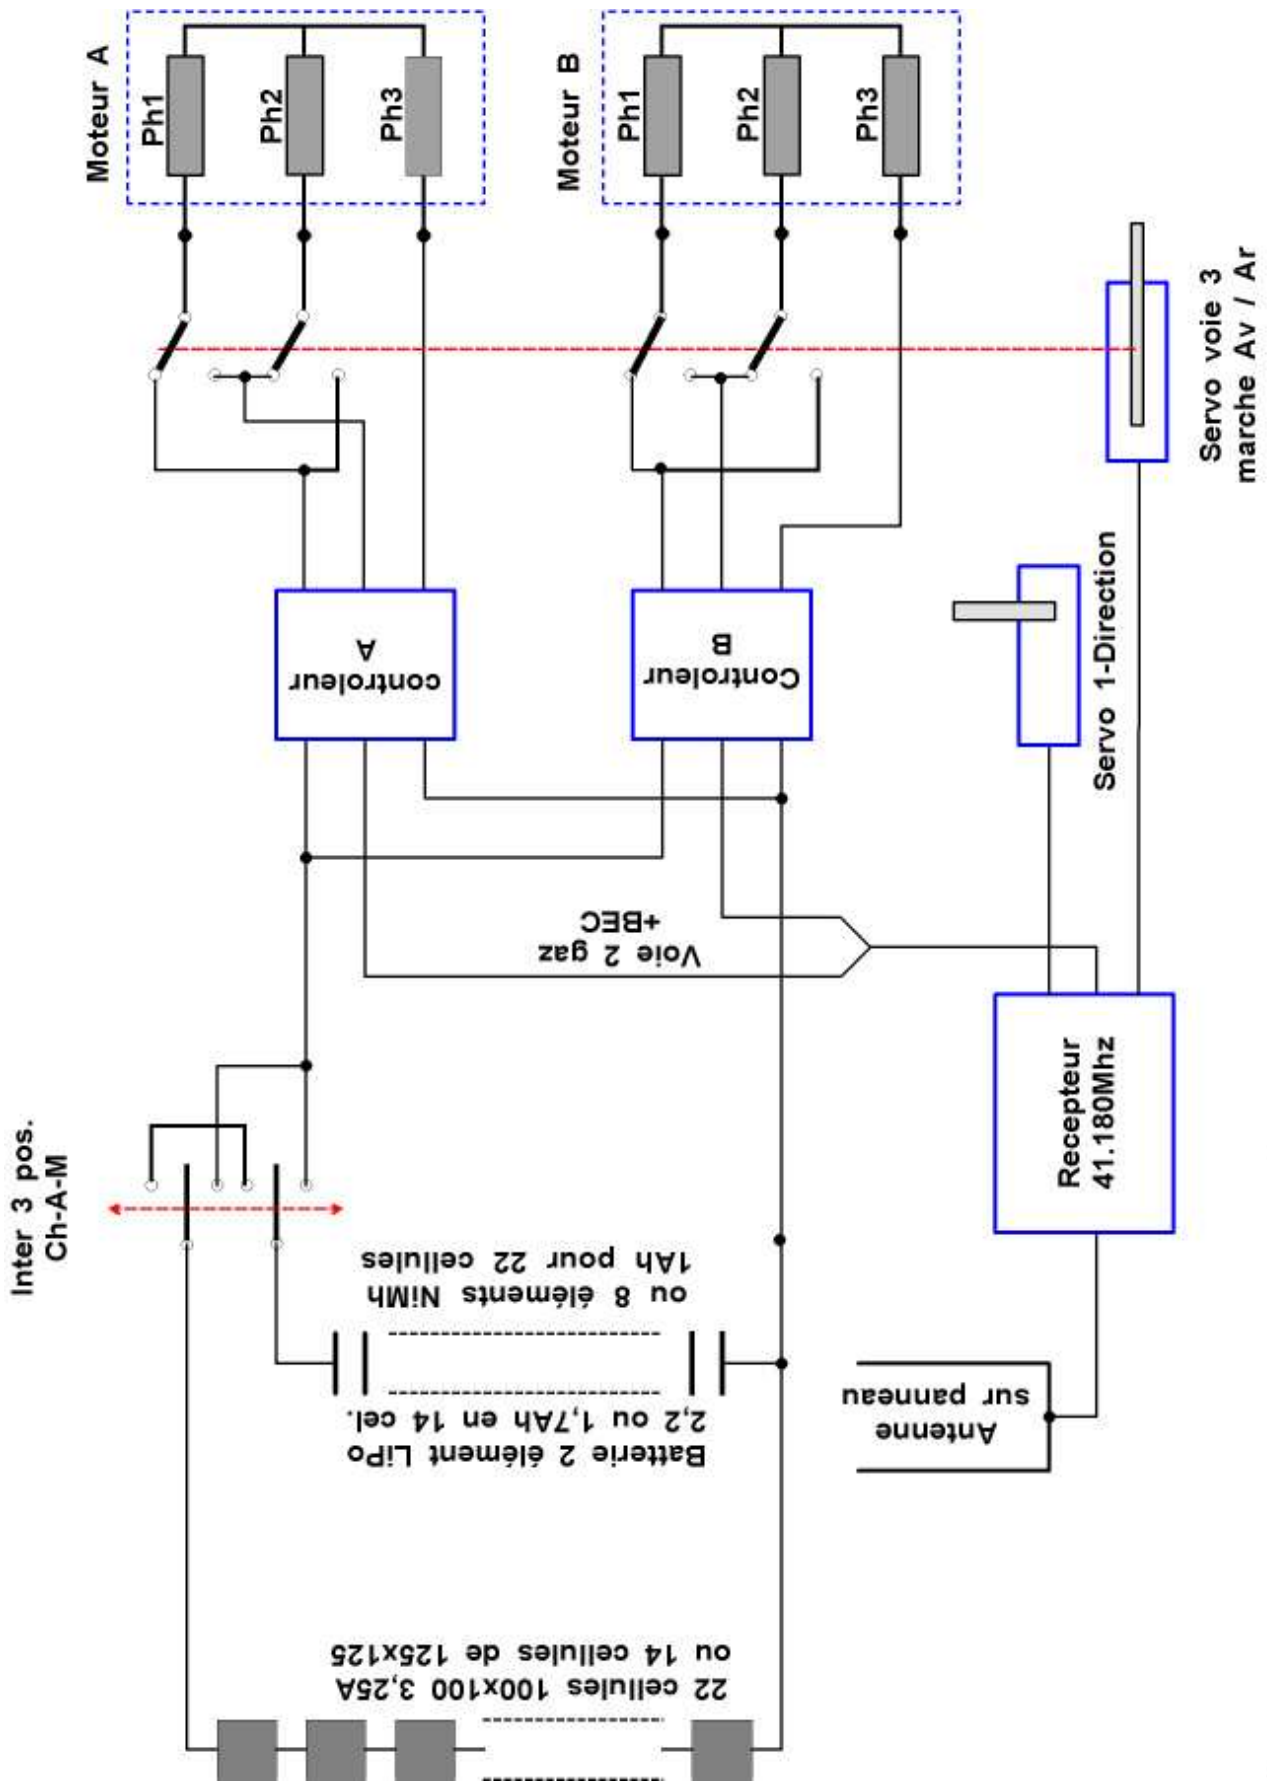 Moteur A
Ph1
Ph2
Ph3
Moteur B
Ph1
Ph2
Ph3
Servo voie 3
marche Av / Ar
controleur
A
Controleur
B
Servo 1-Direction
Voie 2 gaz
+BEC
Inter 3 pos.
Ch-A-M
Recepteur
41.180Mhz
Batterie 2 élément LiPo
2,2 ou 1,7Ah en 14 cel.
ou 8 éléments NiMh
1Ah pour 22 cellules
Antenne
sur panneau
22 cellules 100x100 3,25A
ou 14 cellules de 125x125